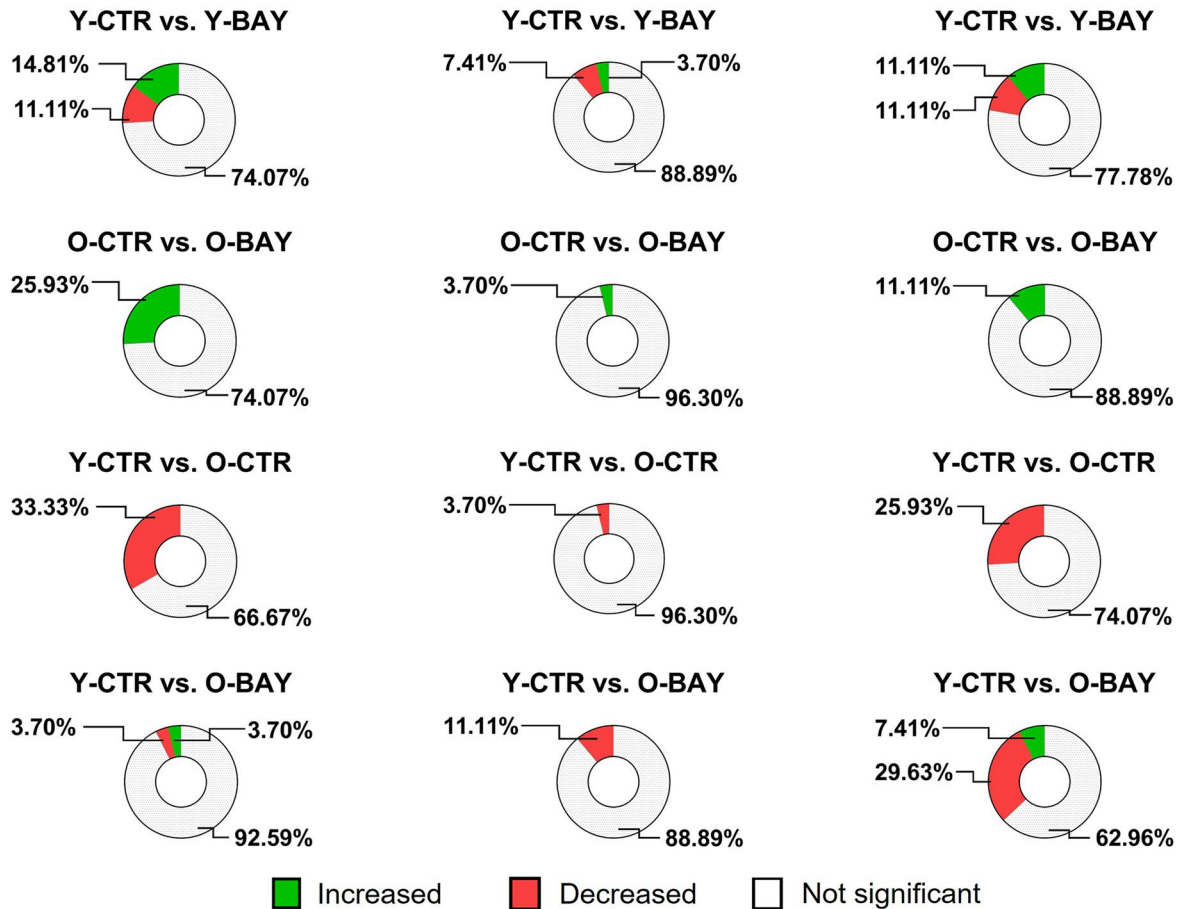 Y-CTR vs. Y-BAY
14.81%
11.11%
74.07%
Y-CTR vs. Y-BAY
7.41%
3.70%
88.89%
Y-CTR vs. Y-BAY
11.11%
11.11%
77.78%
O-CTR vs. O-BAY
25.93%
74.07%
O-CTR vs. O-BAY
3.70%
96.30%
O-CTR vs. O-BAY
11.11%
88.89%
Y-CTR vs. O-CTR
33.33%
66.67%
Y-CTR vs. O-CTR
3.70%
96.30%
Y-CTR vs. O-CTR
25.93%
74.07%
Y-CTR vs. O-BAY
3.70%
3.70%
92.59%
Y-CTR vs. O-BAY
11.11%
88.89%
Y-CTR vs. O-BAY
7.41%
29.63%
62.96%
Increased
Decreased
Not significant